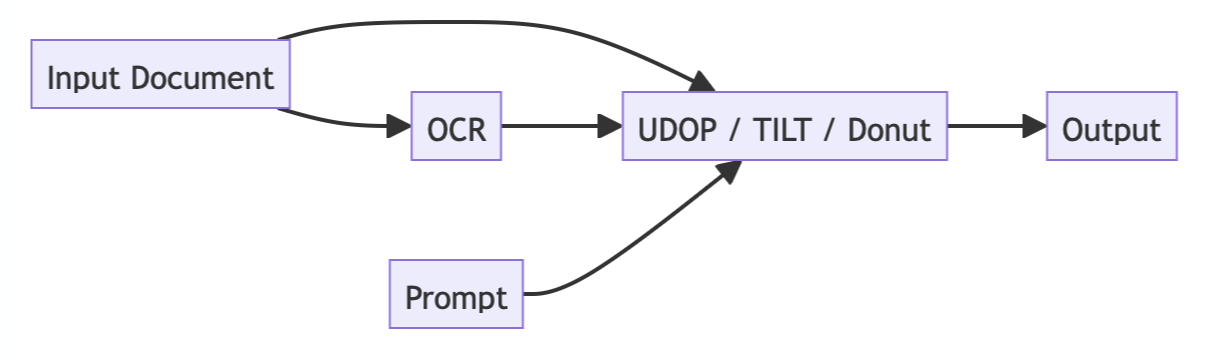 Input Document
OCR
UDOP / TILT / Donut
Output
Prompt